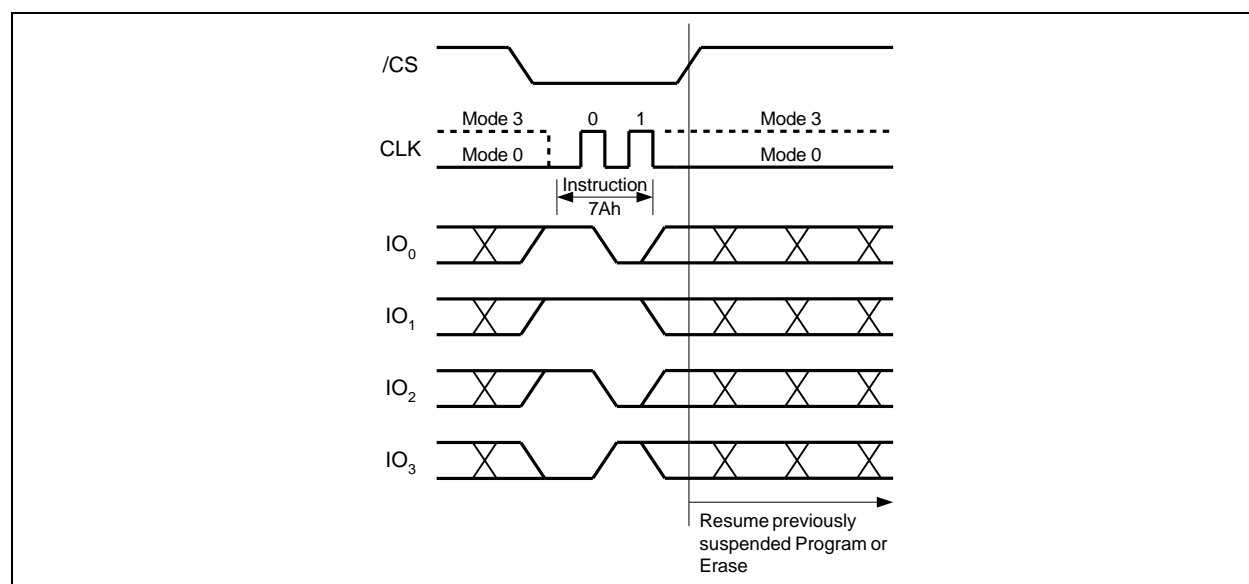 /CS
Mode 3 0 1 Mode 3
CLK
Mode 0 Mode 0
Instruction
7Ah
IO0
IO1
IO2
IO3
Resume previously
suspended Program or
Erase